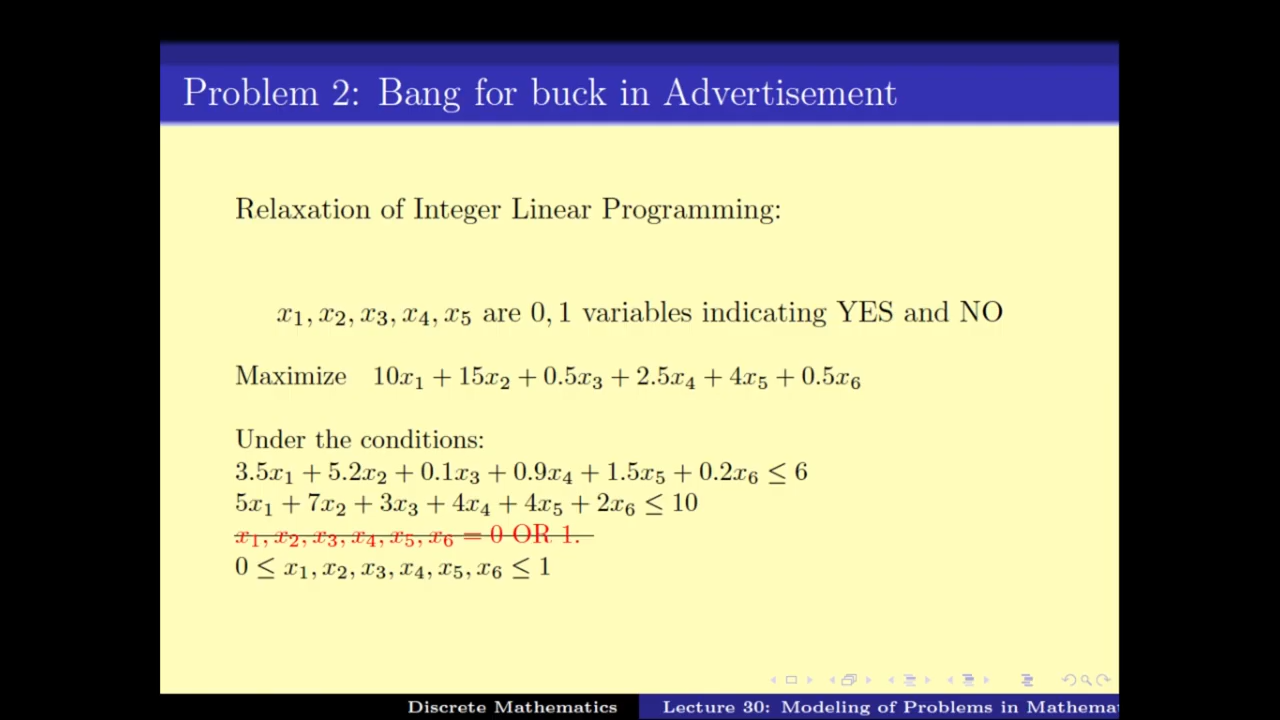 Problem 2: Bang for buck in Advertisement
Relaxation of Integer Linear Programming:
x₁, x₂, x₃, x₄, x₅ are 0, 1 variables indicating YES and NO
Maximize 10x₁ + 15x₂ + 0.5x₃ + 2.5x₄ + 4x₅ + 0.5x₆
Under the conditions:
3.5x₁ + 5.2x₂ + 0.1x₃ + 0.9x₄ + 1.5x₅ + 0.2x₆ ≤ 6
5x₁ + 7x₂ + 3x₃ + 4x₄ + 4x₅ + 2x₆ ≤ 10
x₁, x₂, x₃, x₄, x₅, x₆ = 0 OR 1.
0 ≤ x₁, x₂, x₃, x₄, x₅, x₆ ≤ 1
Discrete Mathematics
Lecture 30: Modeling of Problems in Mathema